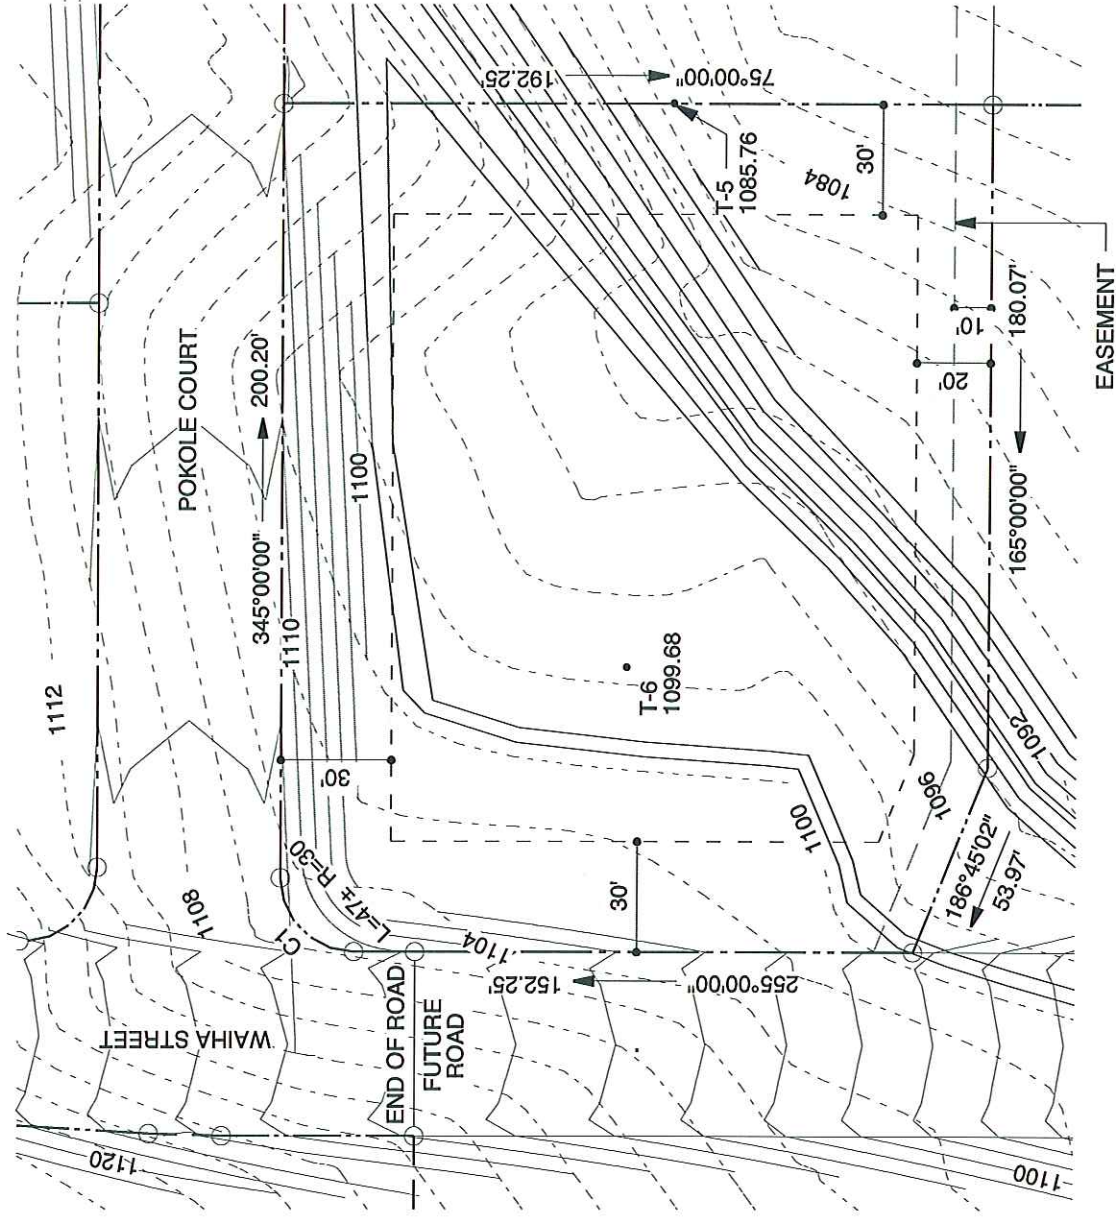 192.25'
75°00'00"
T-5
1085.76
30'
1084
POKOLE COURT
345°00'00"
200.20'
1100
1110
1112
10'
20'
180.07'
165°00'00"
EASEMENT
T-6
1099.68
30'
1092
1096
1100
186°45'02"
53.97'
1108
C1
L=47± R=30
30'
1104
152.25'
255°00'00"
WAIHA STREET
END OF ROAD
FUTURE
ROAD
1120
1100